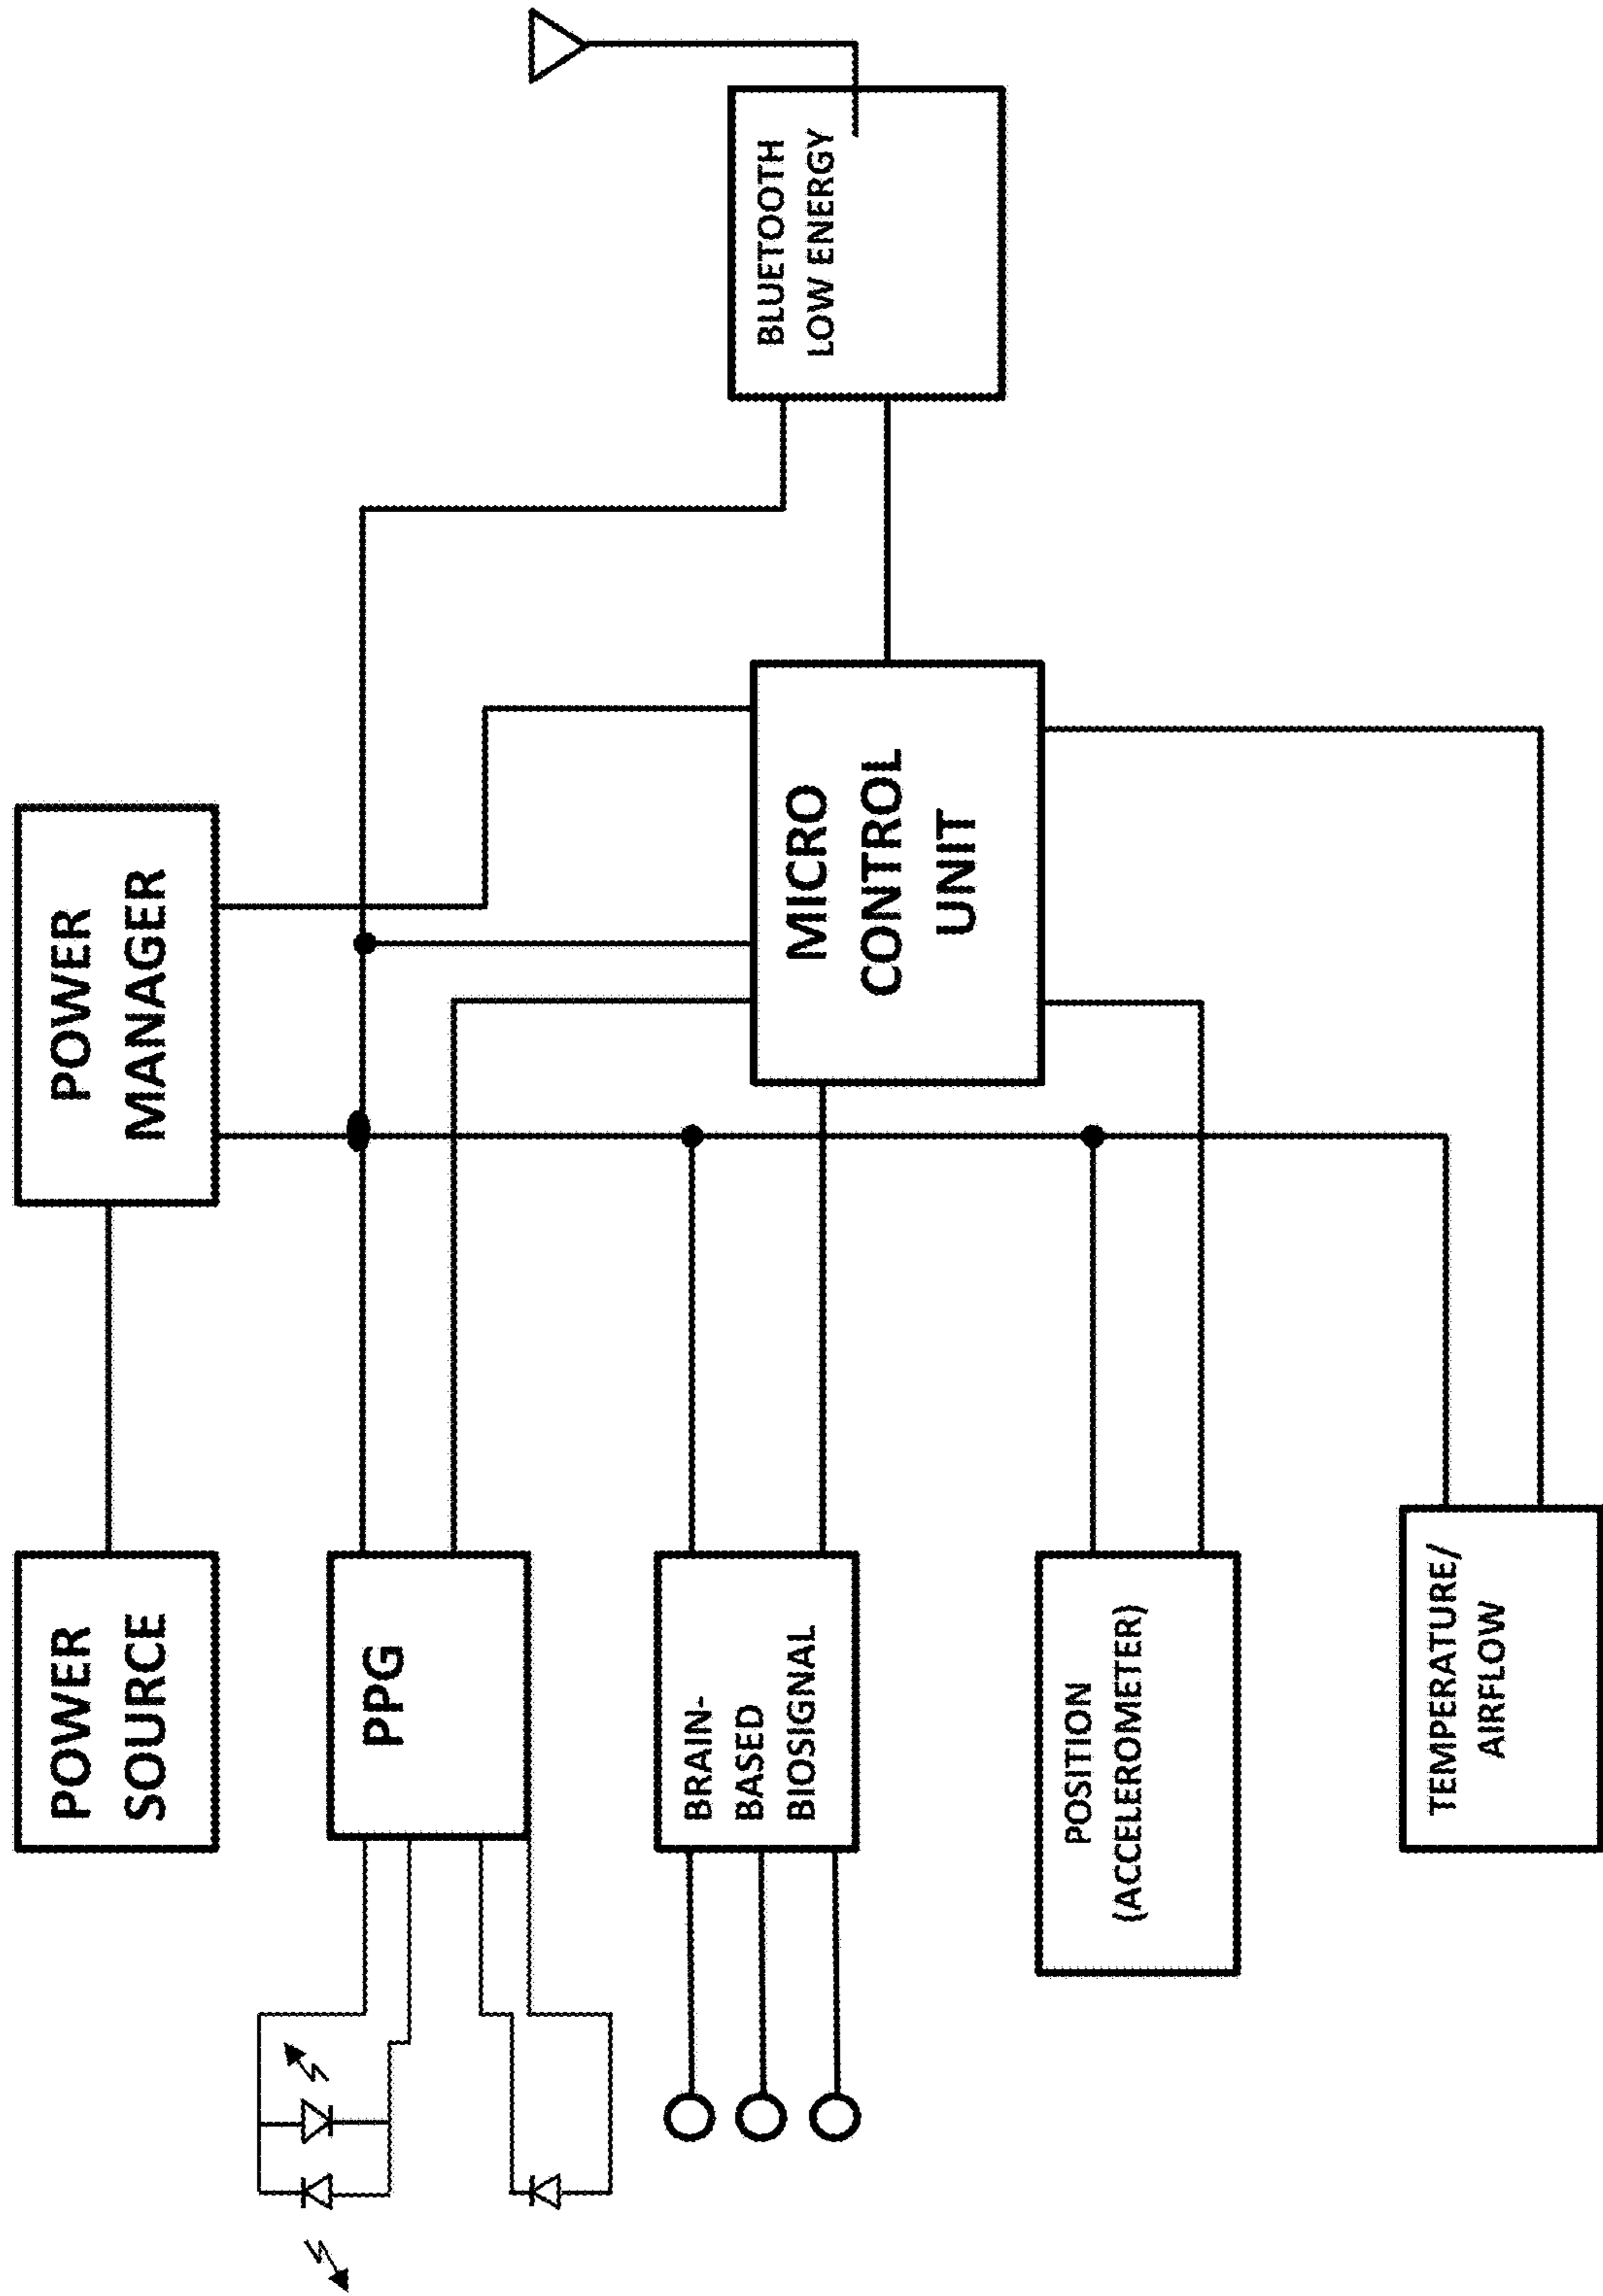 POWER
SOURCE
POWER
MANAGER
PPG
BRAIN-
BASED
BIOSIGNAL
MICRO
CONTROL
UNIT
BLUETOOTH
LOW ENERGY
POSITION
(ACCELEROMETER)
TEMPERATURE/
AIRFLOW